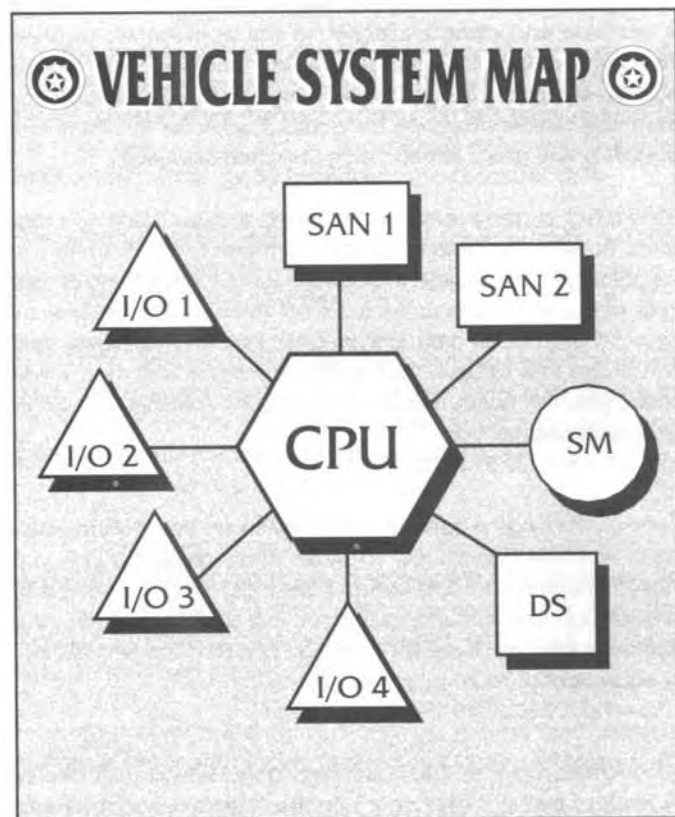 VEHICLE SYSTEM MAP
SAN 1
I/O 1
SAN 2
I/O 2
CPU
SM
I/O 3
DS
I/O 4